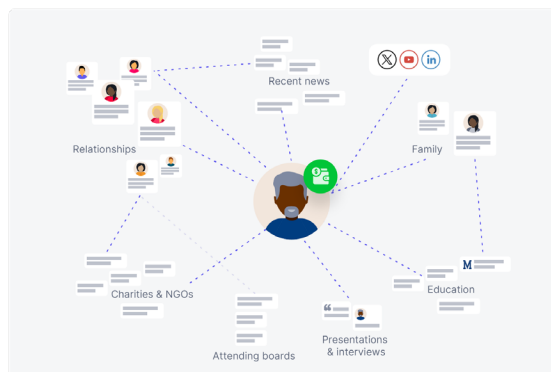 Recent news
Relationships
Family
Charities & NGOs
Education
M
“
Attending boards
Presentations
& interviews